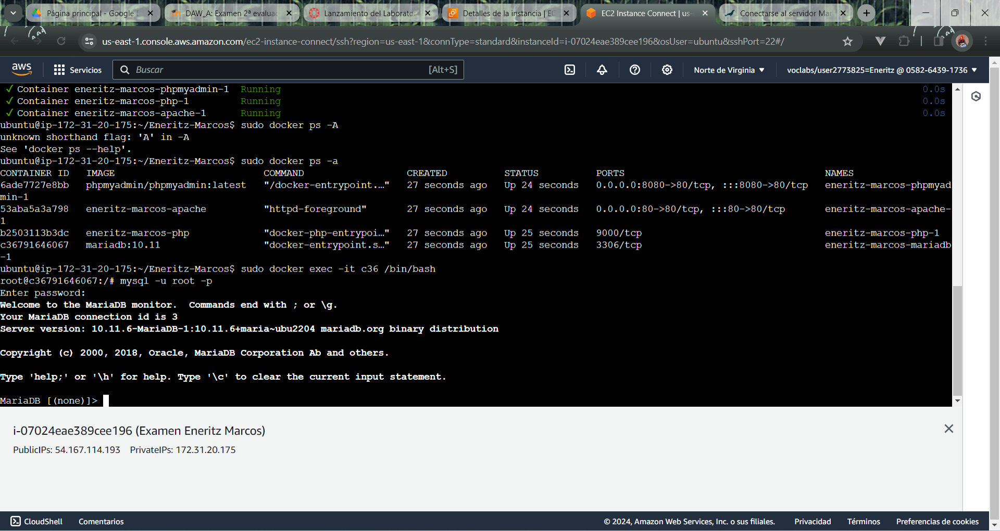 Página principal - Google
DAW_A: Examen 2ª evaluac
Lanzamiento del Laborato
Detalles de la instancia | EC
EC2 Instance Connect | us-
Conectarse al servidor Mar
us-east-1.console.aws.amazon.com/ec2-instance-connect/ssh?region=us-east-1&connType=standard&instanceId=i-07024eae389cee196&osUser=ubuntu&sshPort=22#/
aws
Servicios
Buscar
[Alt+S]
Norte de Virginia
voclabs/user2773825=Eneritz @ 0582-6439-1736
✓ Container eneritz-marcos-phpmyadmin-1 Running 0.0s
✓ Container eneritz-marcos-php-1 Running 0.0s
✓ Container eneritz-marcos-apache-1 Running 0.0s
ubuntu@ip-172-31-20-175:~/Eneritz-Marcos$ sudo docker ps -A
unknown shorthand flag: 'A' in -A
See 'docker ps --help'.
ubuntu@ip-172-31-20-175:~/Eneritz-Marcos$ sudo docker ps -a
CONTAINER ID IMAGE COMMAND CREATED STATUS PORTS NAMES
6ade7727e8bb phpmyadmin/phpmyadmin:latest "/docker-entrypoint.…" 27 seconds ago Up 24 seconds 0.0.0.0:8080->80/tcp, :::8080->80/tcp eneritz-marcos-phpmyad
min-1
53aba5a3a798 eneritz-marcos-apache "httpd-foreground" 27 seconds ago Up 24 seconds 0.0.0.0:80->80/tcp, :::80->80/tcp eneritz-marcos-apache-
1
b2503113b3dc eneritz-marcos-php "docker-php-entrypoi…" 27 seconds ago Up 25 seconds 9000/tcp eneritz-marcos-php-1
c36791646067 mariadb:10.11 "docker-entrypoint.s…" 27 seconds ago Up 25 seconds 3306/tcp eneritz-marcos-mariadb
-1
ubuntu@ip-172-31-20-175:~/Eneritz-Marcos$ sudo docker exec -it c36 /bin/bash
root@c36791646067:/# mysql -u root -p
Enter password:
Welcome to the MariaDB monitor.  Commands end with ; or \g.
Your MariaDB connection id is 3
Server version: 10.11.6-MariaDB-1:10.11.6+maria~ubu2204 mariadb.org binary distribution
Copyright (c) 2000, 2018, Oracle, MariaDB Corporation Ab and others.
Type 'help;' or '\h' for help. Type '\c' to clear the current input statement.
MariaDB [(none)]>
i-07024eae389cee196 (Examen Eneritz Marcos)
PublicIPs: 54.167.114.193 PrivateIPs: 172.31.20.175
CloudShell
Comentarios
© 2024, Amazon Web Services, Inc. o sus filiales.
Privacidad
Términos
Preferencias de cookies